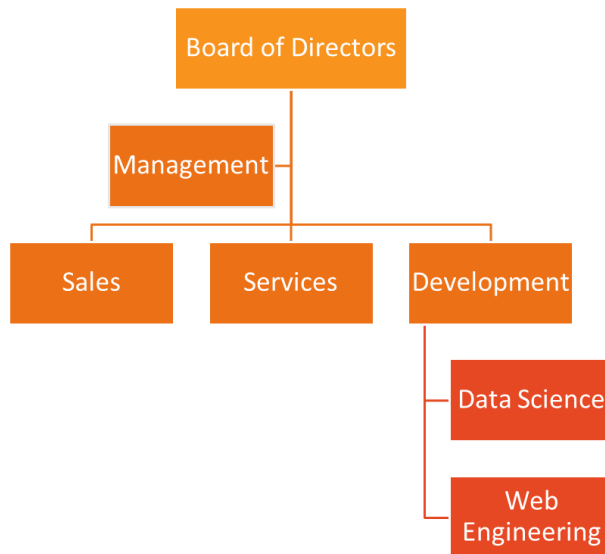 Board of Directors
Management
Sales
Services
Development
Data Science
Web
Engineering